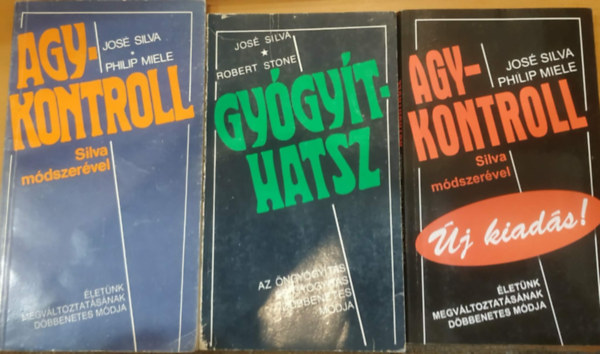 JOSÉ SILVA
PHILIP MIELE
AGY-
KONTROLL
Silva
módszerével
ÉLETÜNK
MEGVÁLTOZTATÁSÁNAK
DÖBBENETES MÓDJA
JOSÉ SILVA
ROBERT STONE
GYÓGYÍT-
HATSZ
AZ ÖNGYÓGYÍTÁS
DÖBBENETES
MÓDJA
JOSÉ SILVA
PHILIP MIELE
AGY-
KONTROLL
Silva
módszerével
Új kiadás!
ÉLETÜNK
MEGVÁLTOZTATÁSÁNAK
DÖBBENETES MÓDJA